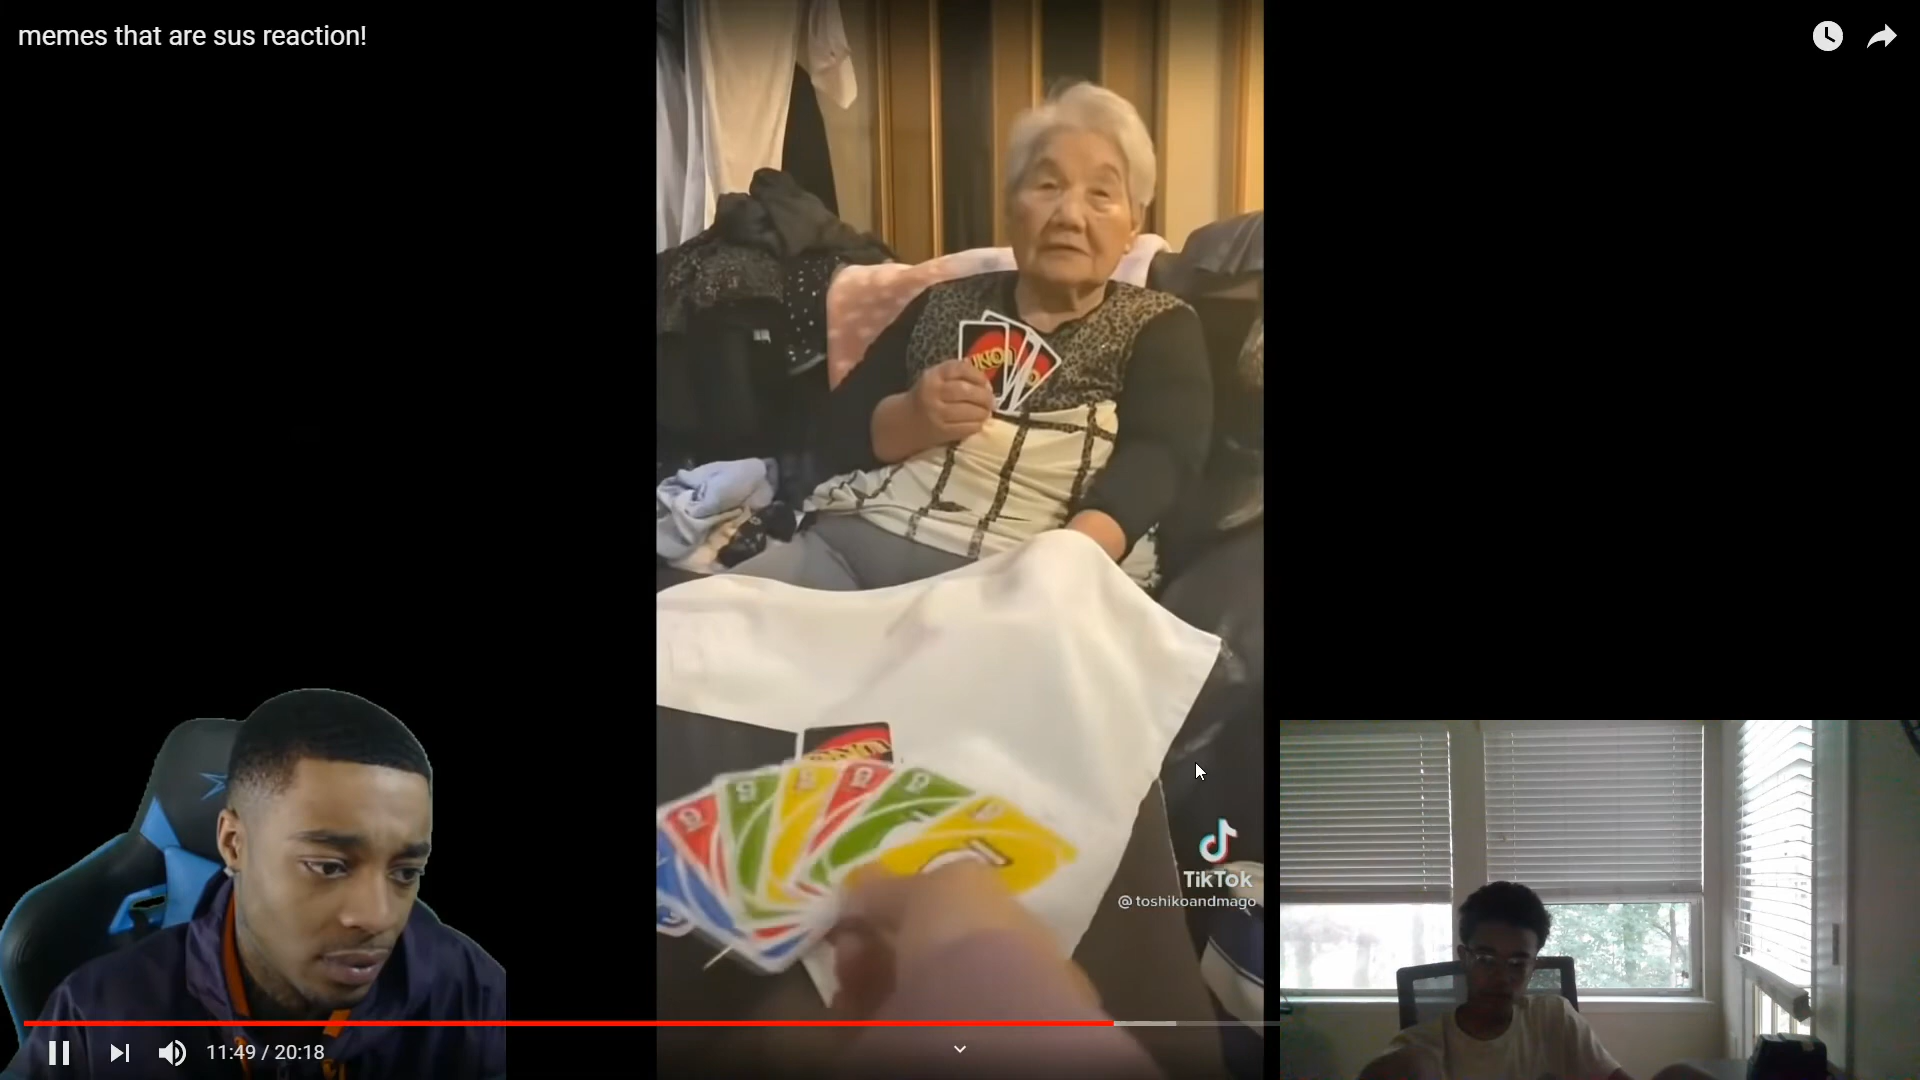 memes that are sus reaction!
UNO
TikTok
@toshikoandmago
11:49 / 20:18